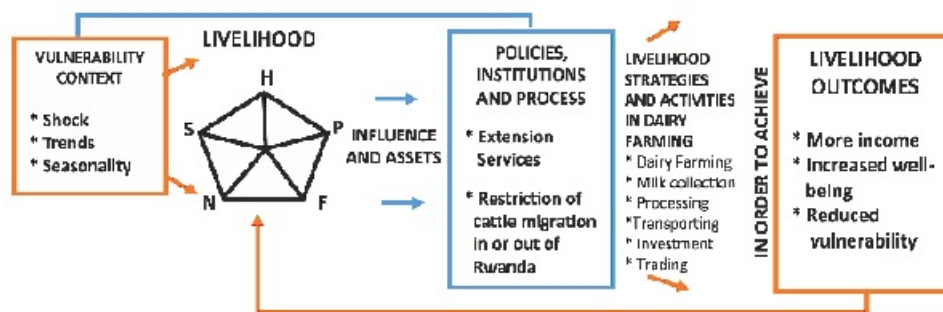 VULNERABILITY
CONTEXT
* Shock
* Trends
* Seasonality
LIVELIHOOD
H
S
P
N
F
INFLUENCE
AND ASSETS
POLICIES,
INSTITUTIONS
AND PROCESS
* Extension
Services
* Restriction of
cattle migration
in or out of
Rwanda
LIVELIHOOD
STRATEGIES
AND ACTIVITIES
IN DAIRY
FARMING
* Dairy Farming
* Milk collection
* Processing
*Transporting
* Investment
* Trading
IN ORDER TO ACHIEVE
LIVELIHOOD
OUTCOMES
* More income
* Increased well-
being
* Reduced
vulnerability